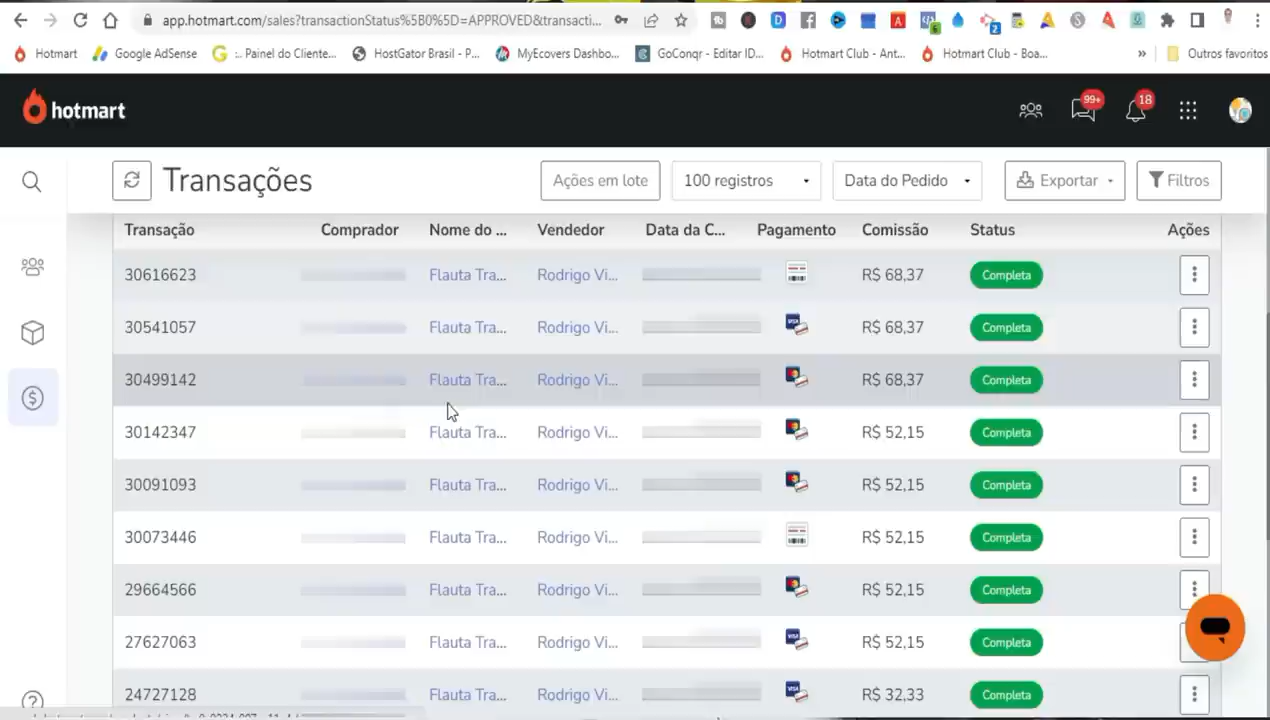 app.hotmart.com/sales?transactionStatus%5B0%5D=APPROVED&transacti...
Hotmart Google AdSense :.. Painel do Cliente... HostGator Brasil - P... MyEcovers Dashbo... GoConqr - Editar ID... Hotmart Club - Ant... Hotmart Club - Boa... » Outros favoritos
hotmart 99+ 18
Transações Ações em lote 100 registros Data do Pedido Exportar Filtros
Transação Comprador Nome do ... Vendedor Data da C... Pagamento Comissão Status Ações
30616623 Flauta Tra... Rodrigo Vi... R$ 68,37 Completa
30541057 Flauta Tra... Rodrigo Vi... R$ 68,37 Completa
30499142 Flauta Tra... Rodrigo Vi... R$ 68,37 Completa
30142347 Flauta Tra... Rodrigo Vi... R$ 52,15 Completa
30091093 Flauta Tra... Rodrigo Vi... R$ 52,15 Completa
30073446 Flauta Tra... Rodrigo Vi... R$ 52,15 Completa
29664566 Flauta Tra... Rodrigo Vi... R$ 52,15 Completa
27627063 Flauta Tra... Rodrigo Vi... R$ 52,15 Completa
24727128 Flauta Tra... Rodrigo Vi... R$ 32,33 Completa